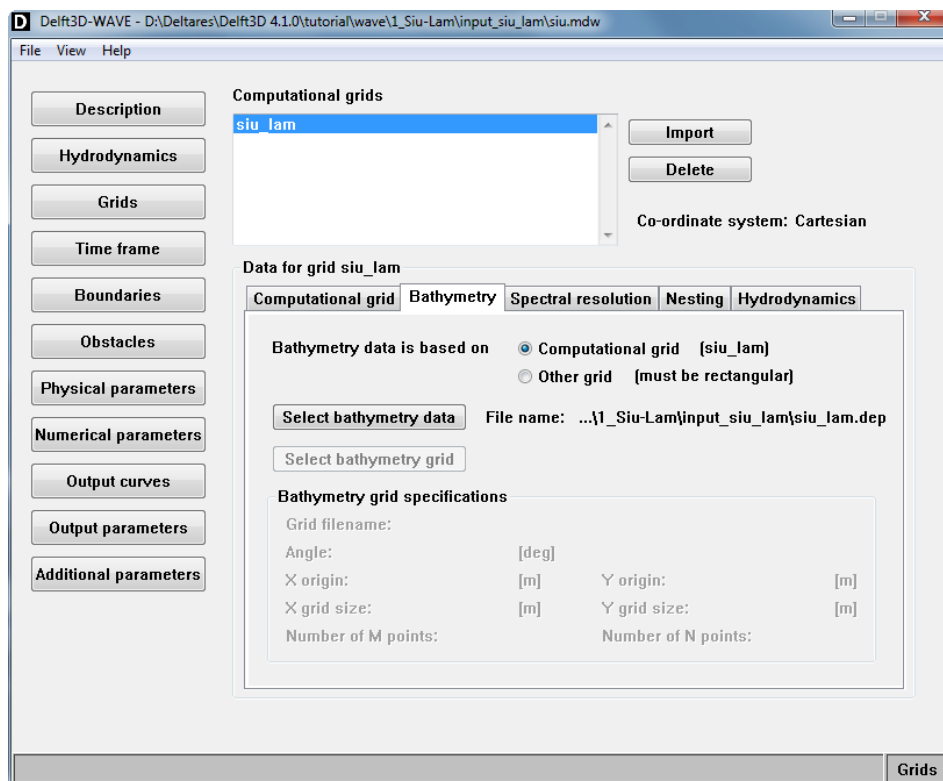 D Delft3D-WAVE - D:\Deltares\Delft3D 4.1.0\tutorial\wave\1_Siu-Lam\input_siu_lam\siu.mdw
File View Help
Description
Hydrodynamics
Grids
Time frame
Boundaries
Obstacles
Physical parameters
Numerical parameters
Output curves
Output parameters
Additional parameters
Computational grids
siu_lam
Import
Delete
Co-ordinate system: Cartesian
Data for grid siu_lam
Computational grid Bathymetry Spectral resolution Nesting Hydrodynamics
Bathymetry data is based on Computational grid (siu_lam)
Other grid (must be rectangular)
Select bathymetry data File name: ...\1_Siu-Lam\input_siu_lam\siu_lam.dep
Select bathymetry grid
Bathymetry grid specifications
Grid filename:
Angle: [deg]
X origin: [m] Y origin: [m]
X grid size: [m] Y grid size: [m]
Number of M points: Number of N points:
Grids